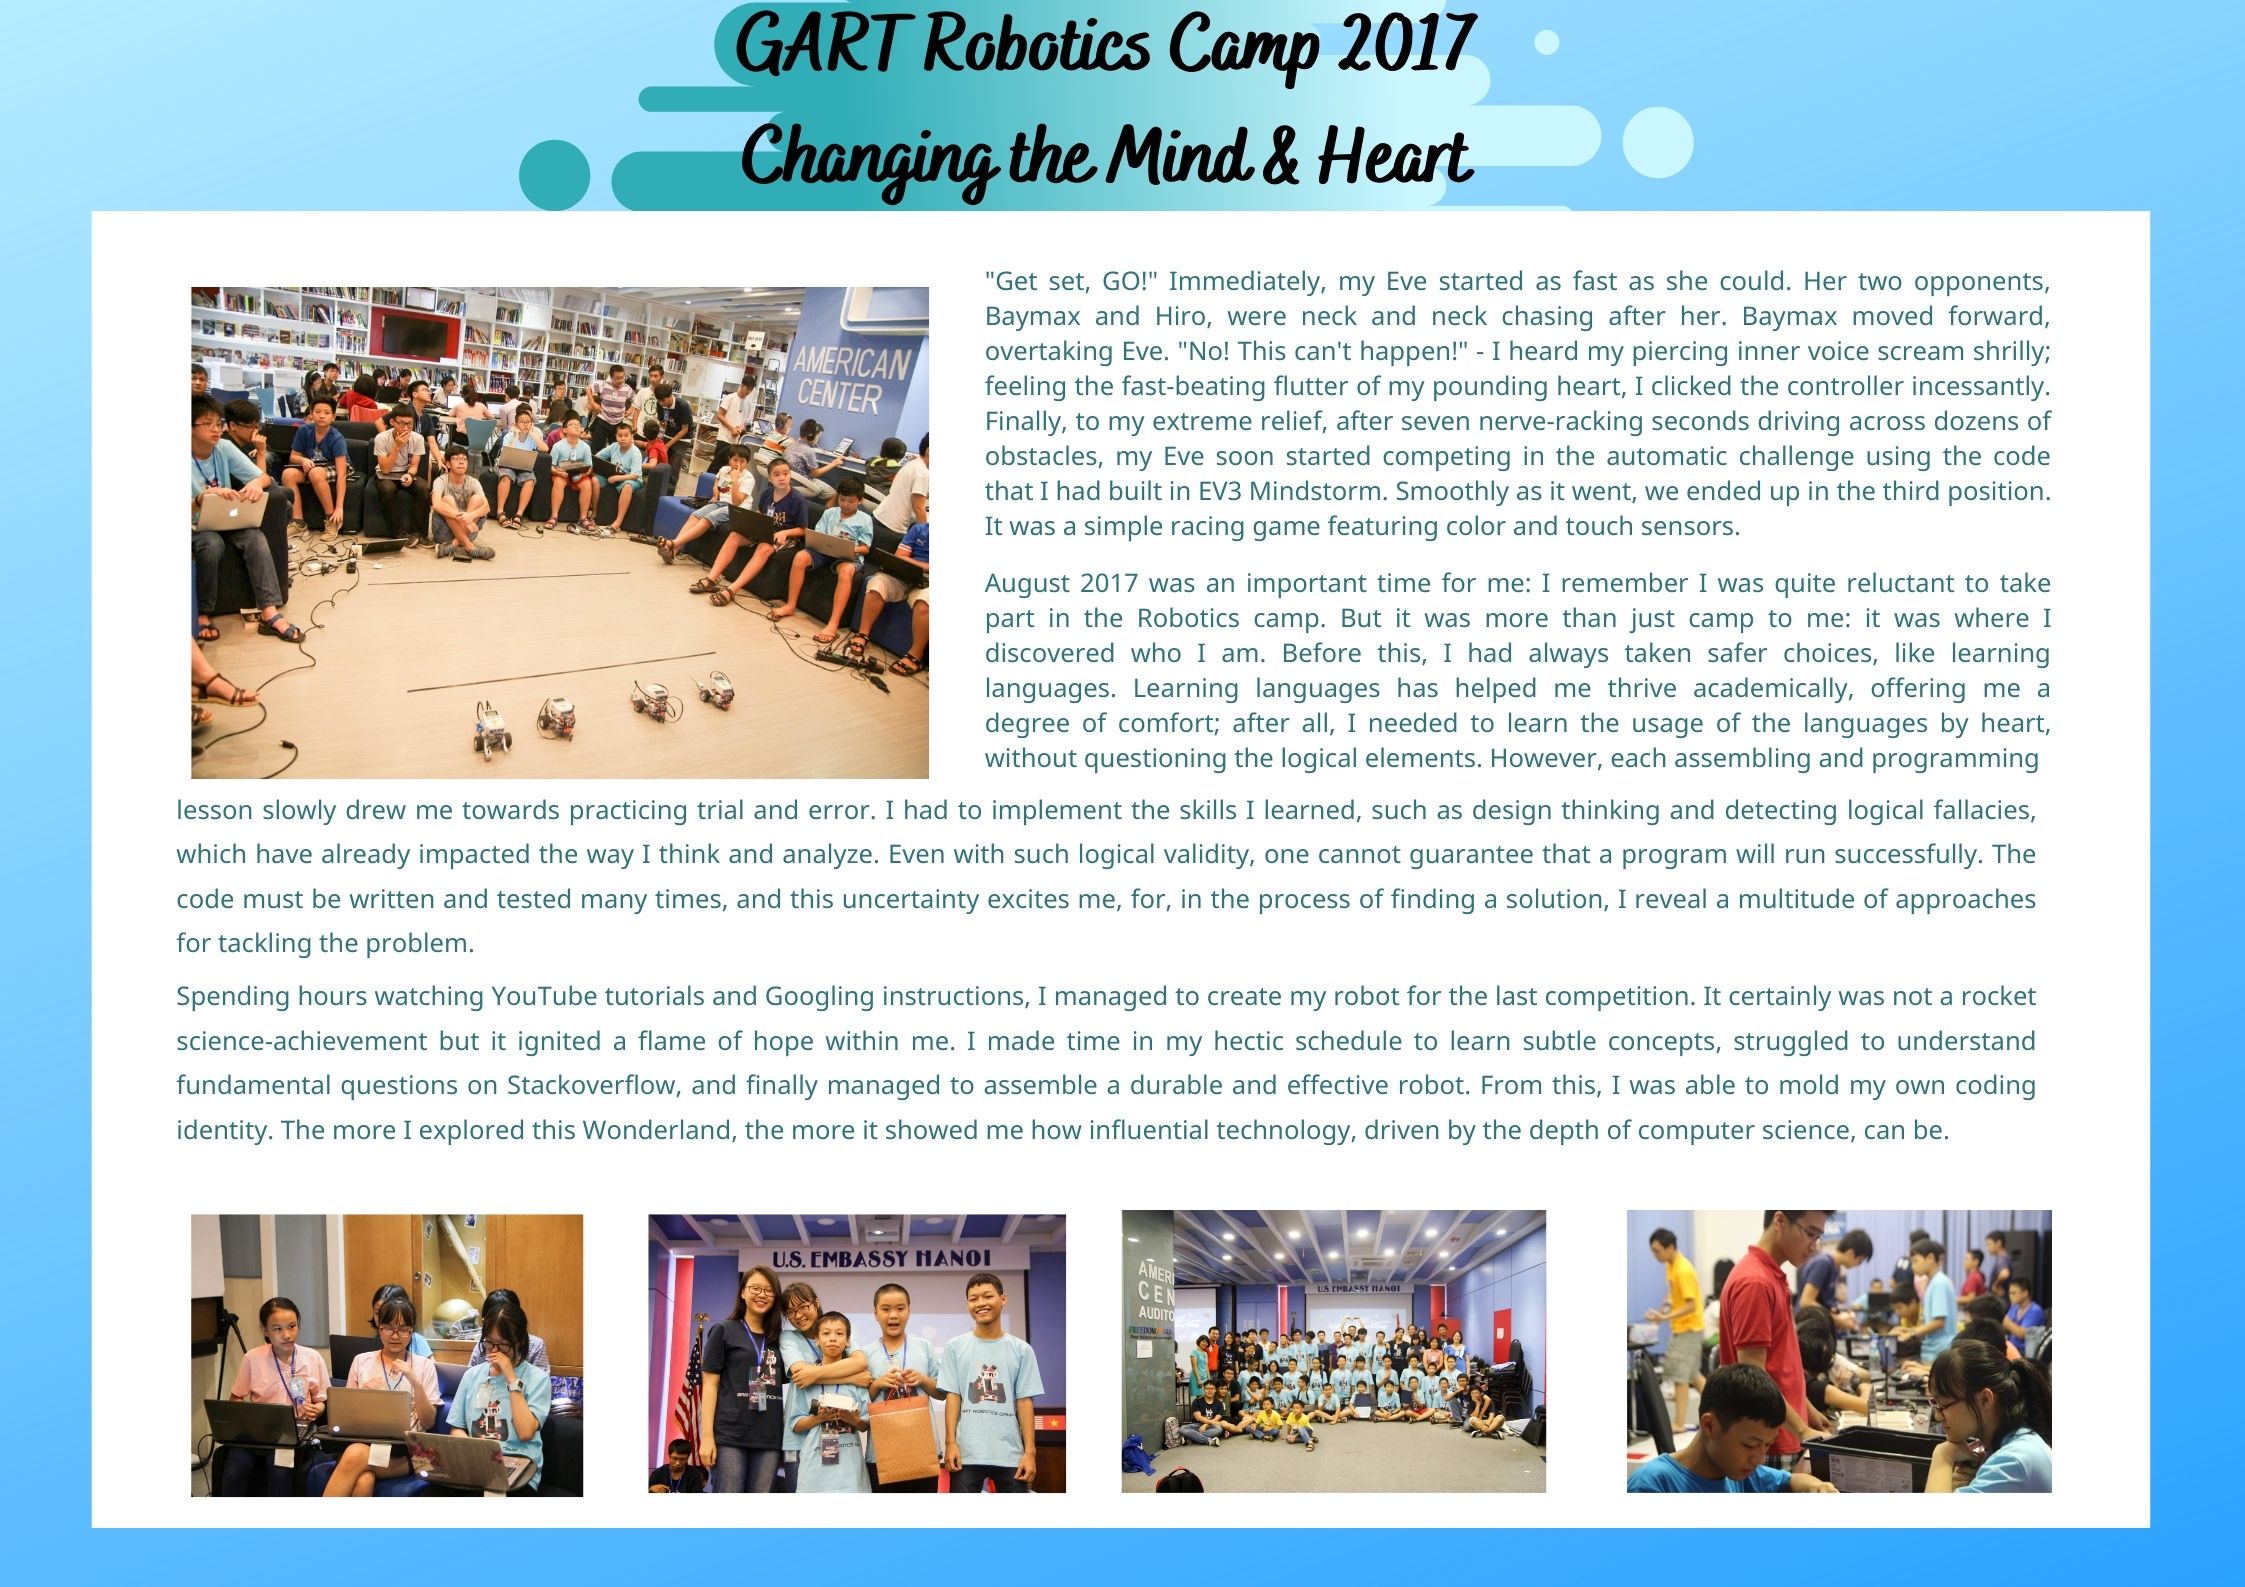 GART Robotics Camp 2017
Changing the Mind & Heart
"Get set, GO!" Immediately, my Eve started as fast as she could. Her two opponents,
Baymax and Hiro, were neck and neck chasing after her. Baymax moved forward,
overtaking Eve. "No! This can't happen!" - I heard my piercing inner voice scream shrilly;
feeling the fast-beating flutter of my pounding heart, I clicked the controller incessantly.
Finally, to my extreme relief, after seven nerve-racking seconds driving across dozens of
obstacles, my Eve soon started competing in the automatic challenge using the code
that I had built in EV3 Mindstorm. Smoothly as it went, we ended up in the third position.
It was a simple racing game featuring color and touch sensors.
AMERICAN
CENTER
August 2017 was an important time for me: I remember I was quite reluctant to take
part in the Robotics camp. But it was more than just camp to me: it was where I
discovered who I am. Before this, I had always taken safer choices, like learning
languages. Learning languages has helped me thrive academically, offering me a
degree of comfort; after all, I needed to learn the usage of the languages by heart,
without questioning the logical elements. However, each assembling and programming
lesson slowly drew me towards practicing trial and error. I had to implement the skills I learned, such as design thinking and detecting logical fallacies,
which have already impacted the way I think and analyze. Even with such logical validity, one cannot guarantee that a program will run successfully. The
code must be written and tested many times, and this uncertainty excites me, for, in the process of finding a solution, I reveal a multitude of approaches
for tackling the problem.
Spending hours watching YouTube tutorials and Googling instructions, I managed to create my robot for the last competition. It certainly was not a rocket
science-achievement but it ignited a flame of hope within me. I made time in my hectic schedule to learn subtle concepts, struggled to understand
fundamental questions on Stackoverflow, and finally managed to assemble a durable and effective robot. From this, I was able to mold my own coding
identity. The more I explored this Wonderland, the more it showed me how influential technology, driven by the depth of computer science, can be.
U.S. EMBASSY HANOI
AMERI
CEN
AUDITO
U.S. EMBASSY HANOI